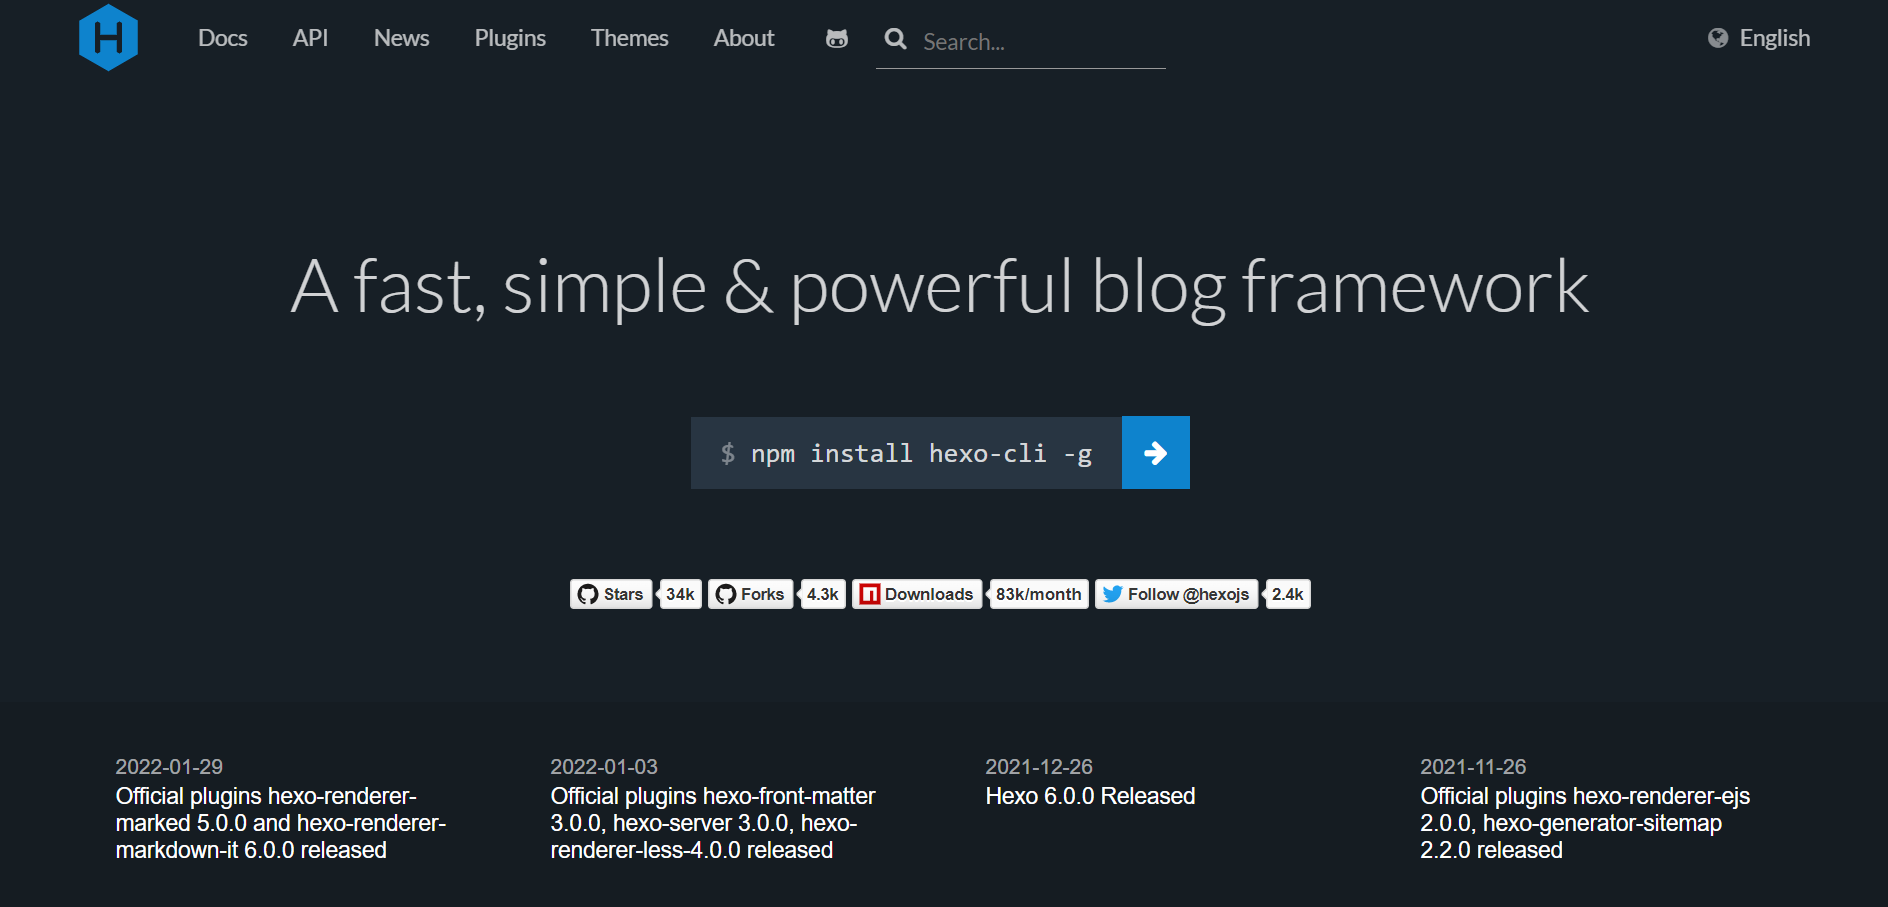 H Docs API News Plugins Themes About Search... English
A fast, simple & powerful blog framework
$ npm install hexo-cli -g
Stars 34k Forks 4.3k Downloads 83k/month Follow @hexojs 2.4k
2022-01-29
Official plugins hexo-renderer-
marked 5.0.0 and hexo-renderer-
markdown-it 6.0.0 released
2022-01-03
Official plugins hexo-front-matter
3.0.0, hexo-server 3.0.0, hexo-
renderer-less-4.0.0 released
2021-12-26
Hexo 6.0.0 Released
2021-11-26
Official plugins hexo-renderer-ejs
2.0.0, hexo-generator-sitemap
2.2.0 released